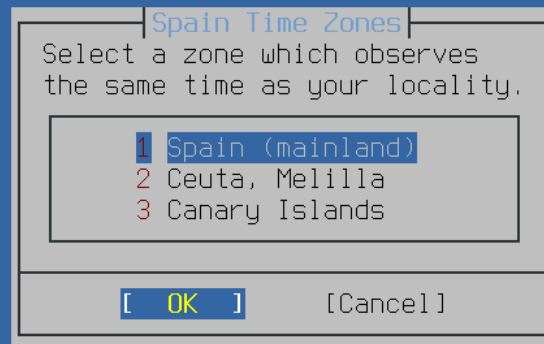 Spain Time Zones
Select a zone which observes
the same time as your locality.
1 Spain (mainland)
2 Ceuta, Melilla
3 Canary Islands
[ OK ] [Cancel]